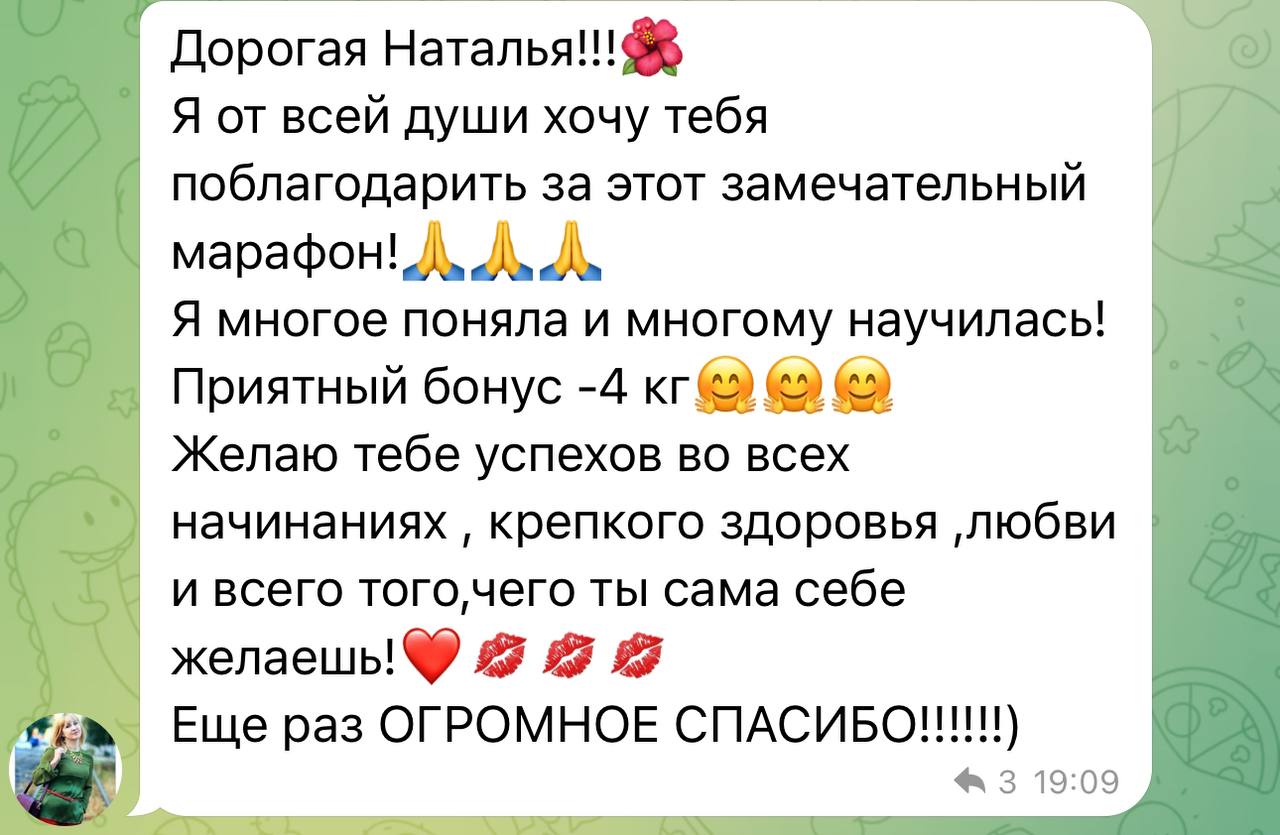 Дорогая Наталья!!!🌺
Я от всей души хочу тебя
поблагодарить за этот замечательный
марафон!🙏🙏🙏
Я многое поняла и многому научилась!
Приятный бонус -4 кг🤗🤗🤗
Желаю тебе успехов во всех
начинаниях , крепкого здоровья ,любви
и всего того,чего ты сама себе
желаешь!❤️💋💋💋
Еще раз ОГРОМНОЕ СПАСИБО!!!!!!)
3 19:09